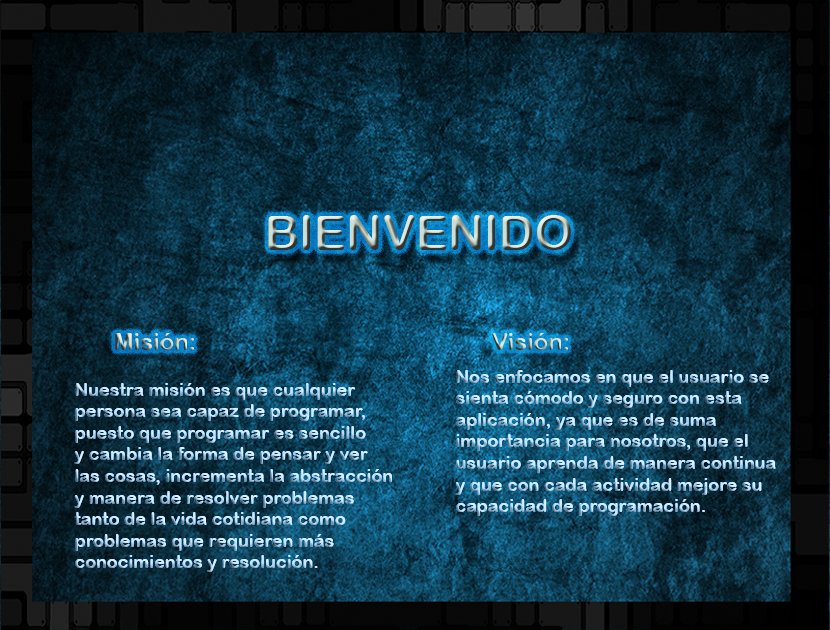 BIENVENIDO
Misión:
Nuestra misión es que cualquier
persona sea capaz de programar,
puesto que programar es sencillo
y cambia la forma de pensar y ver
las cosas, incrementa la abstracción
y manera de resolver problemas
tanto de la vida cotidiana como
problemas que requieren más
conocimientos y resolución.
Visión:
Nos enfocamos en que el usuario se
sienta cómodo y seguro con esta
aplicación, ya que es de suma
importancia para nosotros, que el
usuario aprenda de manera continua
y que con cada actividad mejore su
capacidad de programación.